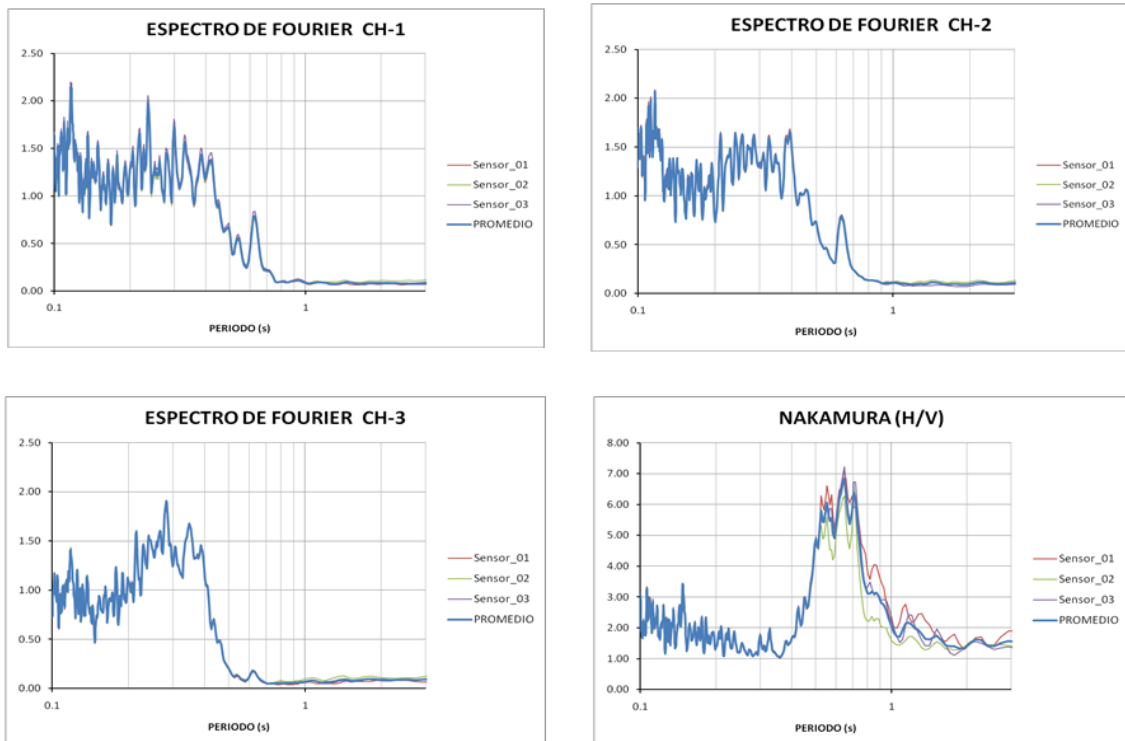 ESPECTRO DE FOURIER CH-1
2.50
2.00
1.50
1.00
0.50
0.00
0.1
1
PERIODO (s)
Sensor_01
Sensor_02
Sensor_03
PROMEDIO
ESPECTRO DE FOURIER CH-2
2.50
2.00
1.50
1.00
0.50
0.00
0.1
1
PERIODO (s)
Sensor_01
Sensor_02
Sensor_03
PROMEDIO
ESPECTRO DE FOURIER CH-3
2.50
2.00
1.50
1.00
0.50
0.00
0.1
1
PERIODO (s)
Sensor_01
Sensor_02
Sensor_03
PROMEDIO
NAKAMURA (H/V)
8.00
7.00
6.00
5.00
4.00
3.00
2.00
1.00
0.00
0.1
1
PERIODO (s)
Sensor_01
Sensor_02
Sensor_03
PROMEDIO